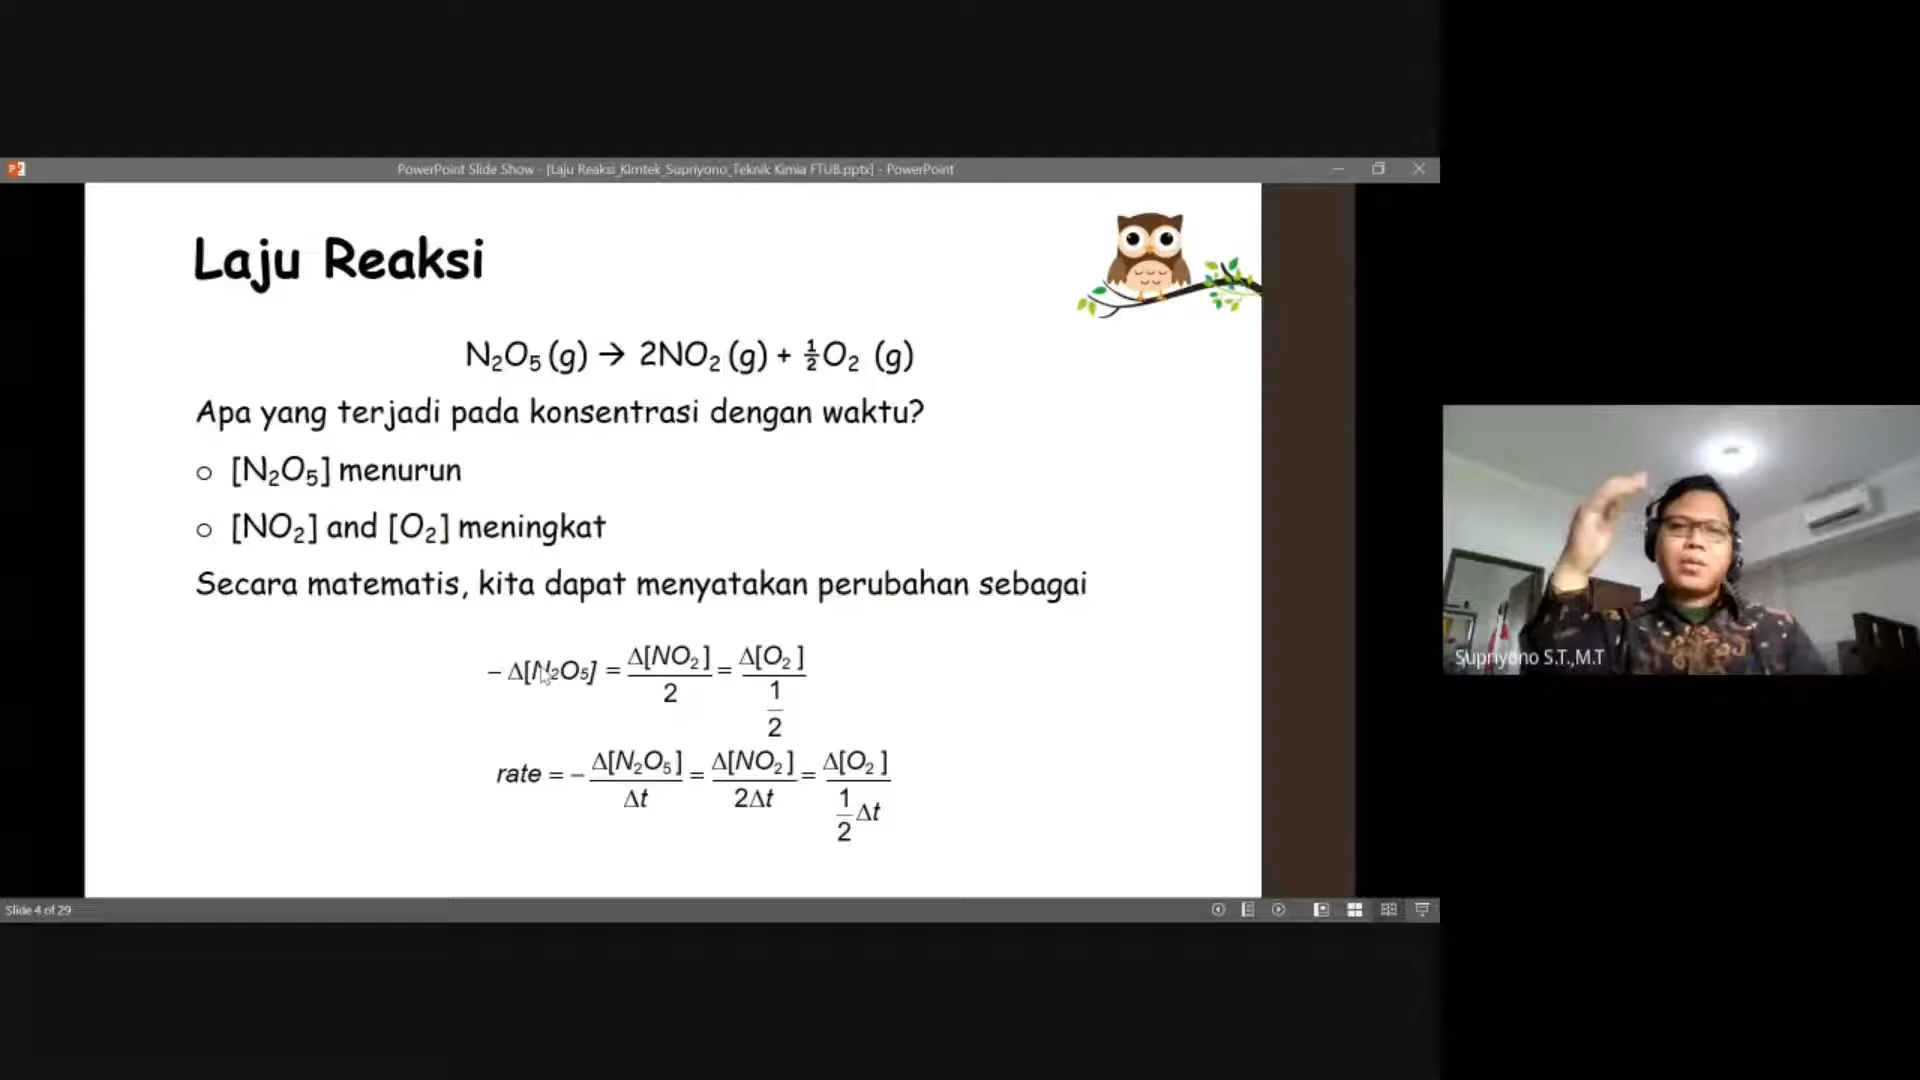 PowerPoint Slide Show - [Laju Reaksi_Kimtek_Supriyono_Teknik Kimia FTUB.pptx] - PowerPoint
Laju Reaksi
N₂O₅ (g) → 2NO₂ (g) + ½O₂ (g)
Apa yang terjadi pada konsentrasi dengan waktu?
o [N₂O₅] menurun
o [NO₂] and [O₂] meningkat
Secara matematis, kita dapat menyatakan perubahan sebagai
− Δ[N₂O₅] = Δ[NO₂]/2 = Δ[O₂]/(1/2)
rate = − Δ[N₂O₅]/Δt = Δ[NO₂]/2Δt = Δ[O₂]/(1/2 Δt)
Slide 4 of 29
Supriyono S.T.,M.T